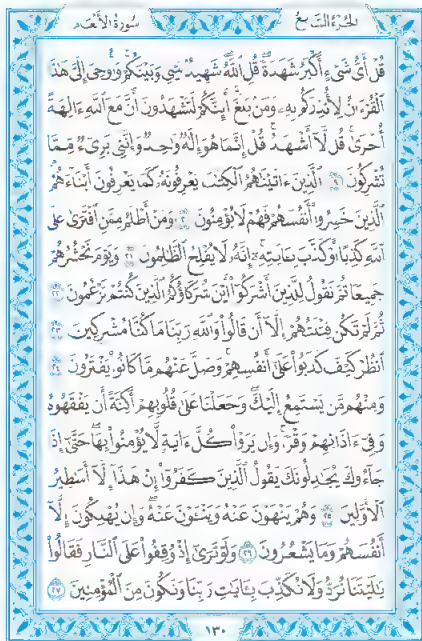 الجزء السابع
سورة الأنعام
قُلْ أَىُّ شَىْءٍ أَكْبَرُ شَهَٰدَةً قُلِ ٱللَّهُ شَهِيدٌۢ بَيْنِى وَبَيْنَكُمْ وَأُوحِىَ إِلَىَّ هَٰذَا
ٱلْقُرْءَانُ لِأُنذِرَكُم بِهِۦ وَمَنۢ بَلَغَ أَئِنَّكُمْ لَتَشْهَدُونَ أَنَّ مَعَ ٱللَّهِ ءَالِهَةً
أُخْرَىٰ قُل لَّآ أَشْهَدُ قُلْ إِنَّمَا هُوَ إِلَٰهٌ وَٰحِدٌ وَإِنَّنِى بَرِىٓءٌ مِّمَّا
تُشْرِكُونَ ١٩ ٱلَّذِينَ ءَاتَيْنَٰهُمُ ٱلْكِتَٰبَ يَعْرِفُونَهُۥ كَمَا يَعْرِفُونَ أَبْنَآءَهُمُ
ٱلَّذِينَ خَسِرُوٓا۟ أَنفُسَهُمْ فَهُمْ لَا يُؤْمِنُونَ ٢٠ وَمَنْ أَظْلَمُ مِمَّنِ ٱفْتَرَىٰ عَلَى
ٱللَّهِ كَذِبًا أَوْ كَذَّبَ بِـَٔايَٰتِهِۦٓ إِنَّهُۥ لَا يُفْلِحُ ٱلظَّٰلِمُونَ ٢١ وَيَوْمَ نَحْشُرُهُمْ
جَمِيعًا ثُمَّ نَقُولُ لِلَّذِينَ أَشْرَكُوٓا۟ أَيْنَ شُرَكَآؤُكُمُ ٱلَّذِينَ كُنتُمْ تَزْعُمُونَ ٢٢
ثُمَّ لَمْ تَكُن فِتْنَتُهُمْ إِلَّآ أَن قَالُوا۟ وَٱللَّهِ رَبِّنَا مَا كُنَّا مُشْرِكِينَ ٢٣
ٱنظُرْ كَيْفَ كَذَبُوا۟ عَلَىٰٓ أَنفُسِهِمْ وَضَلَّ عَنْهُم مَّا كَانُوا۟ يَفْتَرُونَ ٢٤
وَمِنْهُم مَّن يَسْتَمِعُ إِلَيْكَ وَجَعَلْنَا عَلَىٰ قُلُوبِهِمْ أَكِنَّةً أَن يَفْقَهُوهُ
وَفِىٓ ءَاذَانِهِمْ وَقْرًا وَإِن يَرَوْا۟ كُلَّ ءَايَةٍ لَّا يُؤْمِنُوا۟ بِهَا حَتَّىٰٓ إِذَا
جَآءُوكَ يُجَٰدِلُونَكَ يَقُولُ ٱلَّذِينَ كَفَرُوٓا۟ إِنْ هَٰذَآ إِلَّآ أَسَٰطِيرُ
ٱلْأَوَّلِينَ ٢٥ وَهُمْ يَنْهَوْنَ عَنْهُ وَيَنْـَٔوْنَ عَنْهُ وَإِن يُهْلِكُونَ إِلَّآ
أَنفُسَهُمْ وَمَا يَشْعُرُونَ ٢٦ وَلَوْ تَرَىٰٓ إِذْ وُقِفُوا۟ عَلَى ٱلنَّارِ فَقَالُوا۟
يَٰلَيْتَنَا نُرَدُّ وَلَا نُكَذِّبَ بِـَٔايَٰتِ رَبِّنَا وَنَكُونَ مِنَ ٱلْمُؤْمِنِينَ ٢٧
١٣٠